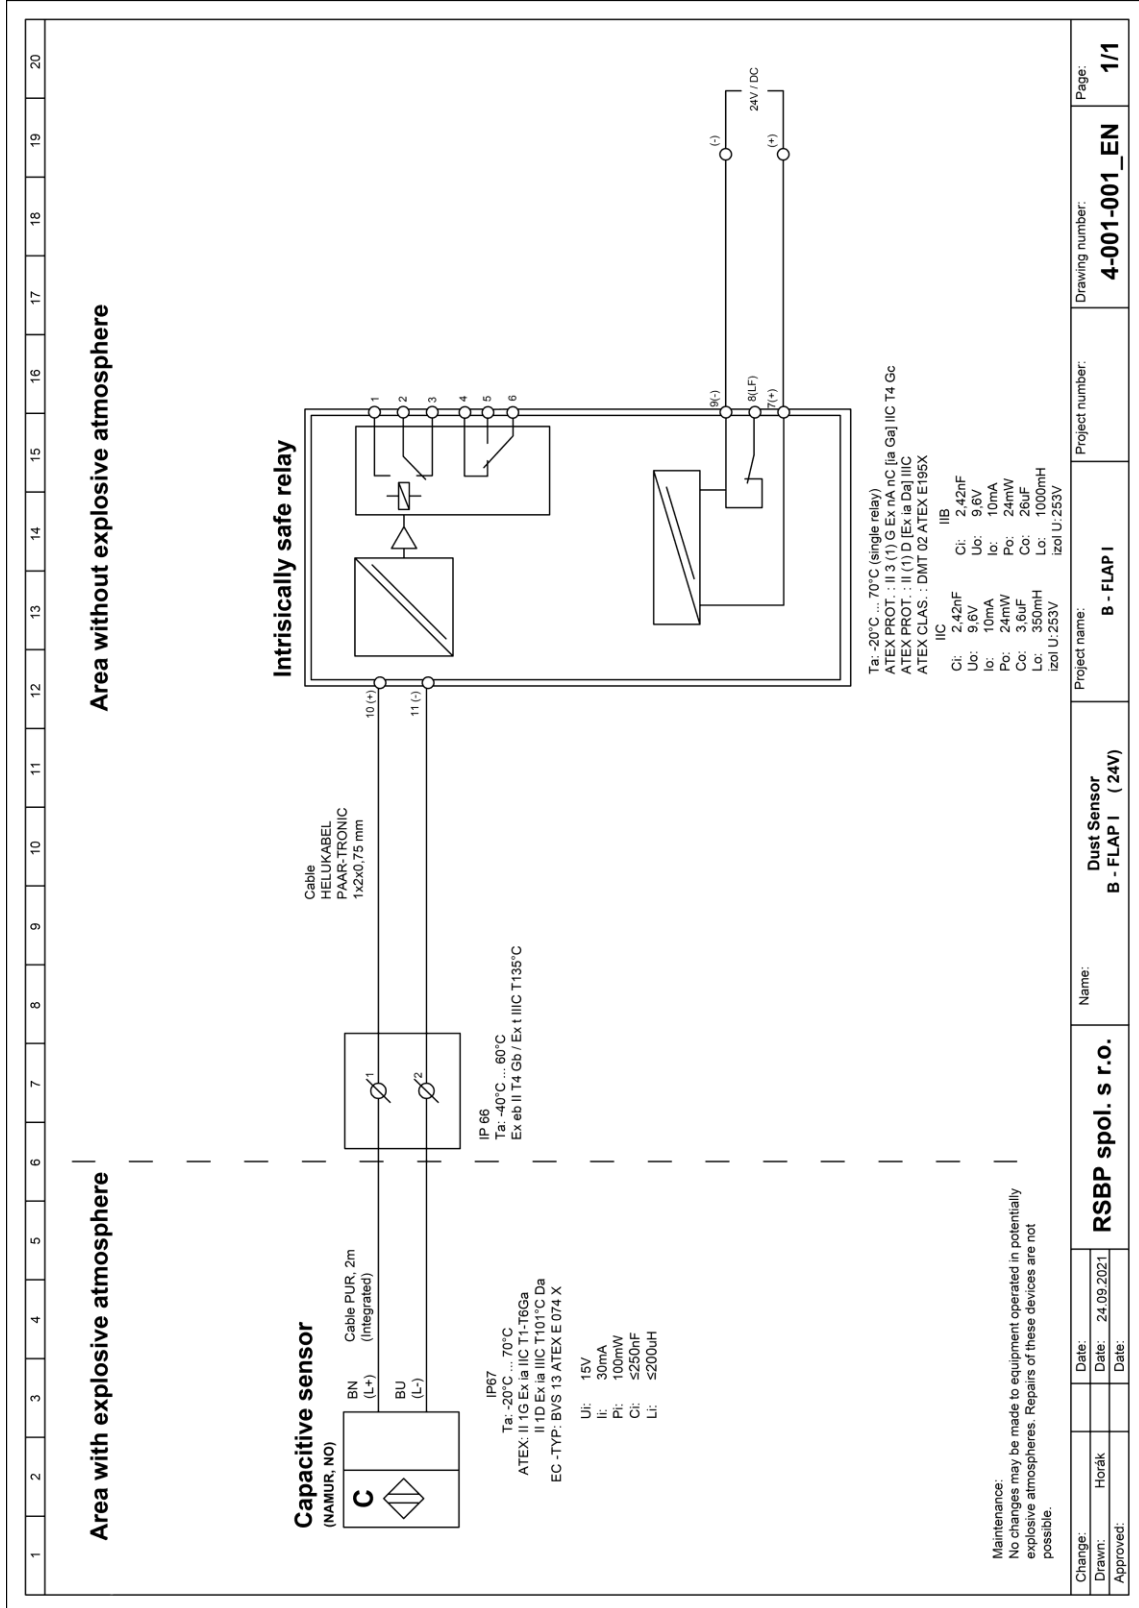 1 2 3 4 5 6 7 8 9 10 11 12 13 14 15 16 17 18 19 20
Area with explosive atmosphere
Area without explosive atmosphere
Capacitive sensor
(NAMUR, NO)
C
BN
(L+)
BU
(L-)
Cable PUR, 2m
(Integrated)
IP67
Ta: -20°C ... 70°C
ATEX: II 1G Ex ia IIC T1-T6Ga
II 1D Ex ia IIIC T101°C Da
EC -TYP: BVS 13 ATEX E 074 X
Ui: 15V
Ii: 30mA
Pi: 100mW
Ci: ≤250nF
Li: ≤200uH
1
2
IP 66
Ta: -40°C ... 60°C
Ex eb II T4 Gb / Ex t IIIC T135°C
Cable
HELUKABEL
PAAR-TRONIC
1x2x0,75 mm
Intrisically safe relay
10 (+)
11 (-)
1
2
3
4
5
6
9(-)
8(LF)
7(+)
(-)
(+)
24V / DC
Ta: -20°C ... 70°C (single relay)
ATEX PROT. : II 3 (1) G Ex nA nC [ia Ga] IIC T4 Gc
ATEX PROT. : II (1) D [Ex ia Da] IIIC
ATEX CLAS. : DMT 02 ATEX E195X
IIC IIB
Ci: 2,42nF Ci: 2,42nF
Uo: 9,6V Uo: 9,6V
Io: 10mA Io: 10mA
Po: 24mW Po: 24mW
Co: 3,6uF Co: 26uF
Lo: 350mH Lo: 1000mH
izol U:253V izol U:253V
Maintenance:
No changes may be made to equipment operated in potentially
explosive atmospheres. Repairs of these devices are not
possible.
Change: Date:
Drawn: Horák Date: 24.09.2021
Approved: Date:
RSBP spol. s r.o.
Name:
Dust Sensor
B - FLAP I ( 24V)
Project name:
B - FLAP I
Project number:
Drawing number:
4-001-001_EN
Page:
1/1